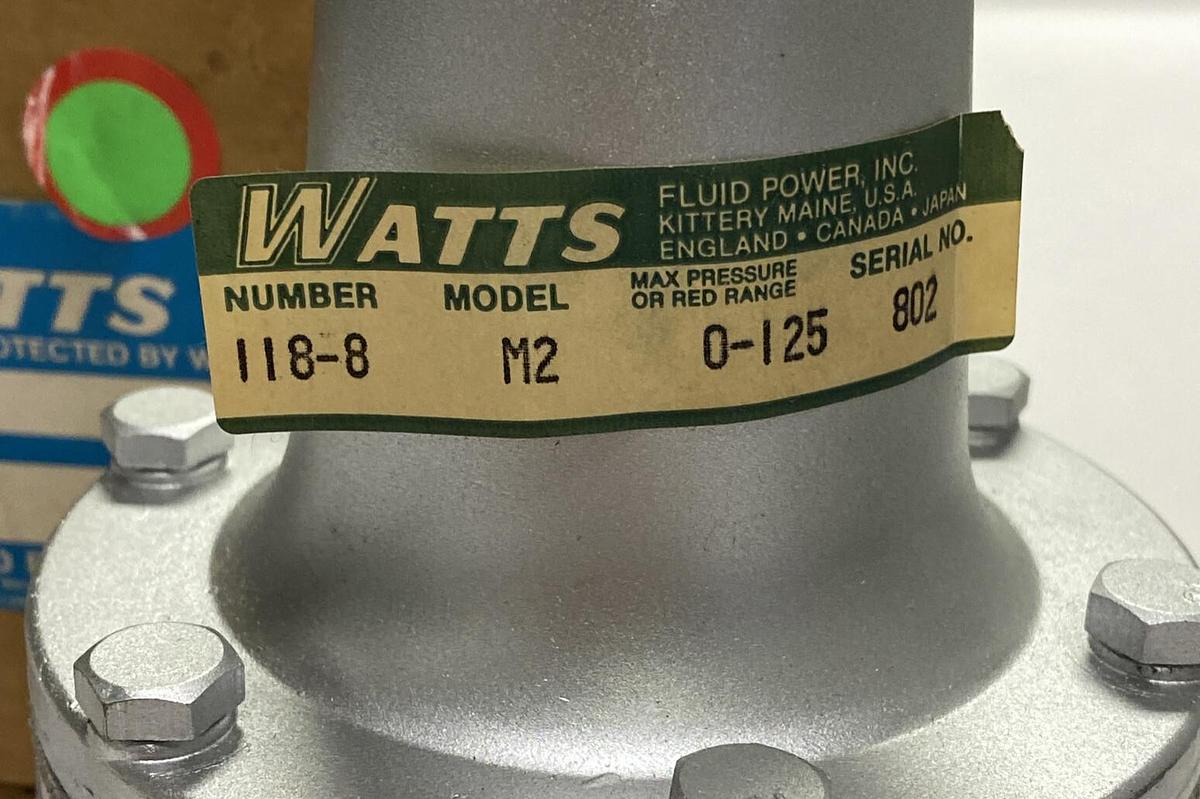 WATTS
FLUID POWER, INC.
KITTERY MAINE, U.S.A.
ENGLAND • CANADA • JAPAN
NUMBER MODEL MAX PRESSURE OR RED RANGE SERIAL NO.
118-8 M2 0-125 802
TTS
OTECTED BY W